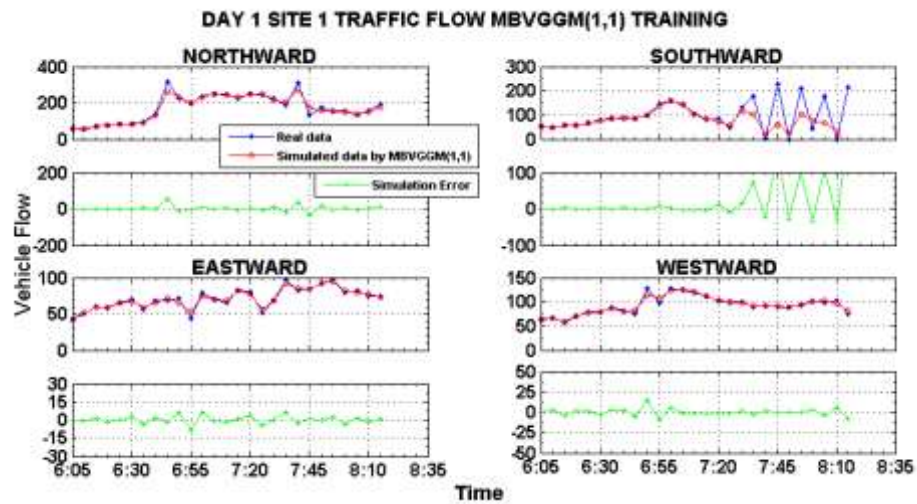 DAY 1 SITE 1 TRAFFIC FLOW MBVGGM(1,1) TRAINING
NORTHWARD
400
200
0
Real data
Simulated data by MBVGGM(1,1)
200
0
-200
Simulation Error
SOUTHWARD
300
200
100
0
100
0
-100
Vehicle Flow
EASTWARD
100
50
0
30
15
0
-15
-30
6:05 6:30 6:55 7:20 7:45 8:10 8:35
WESTWARD
150
100
50
0
50
25
0
-25
-50
6:05 6:30 6:55 7:20 7:45 8:10 8:35
Time